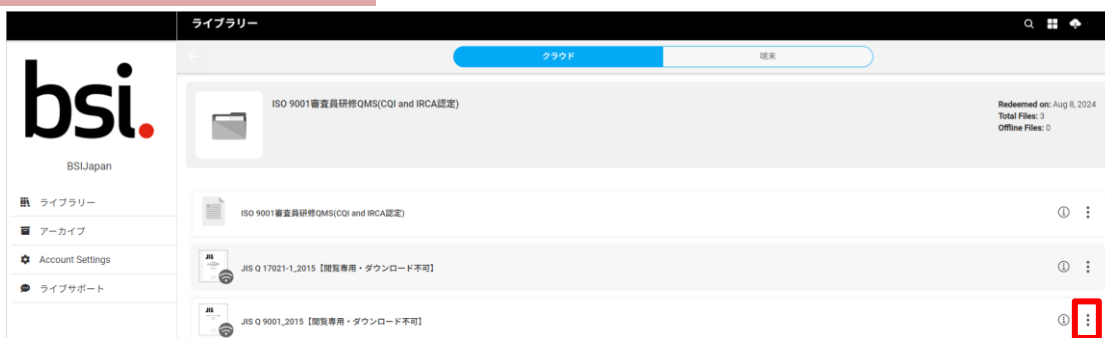 ライブラリー
bsi.
BSIJapan
ライブラリー
アーカイブ
Account Settings
ライブサポート
クラウド
端末
ISO 9001審査員研修QMS(CQI and IRCA認定)
Redeemed on: Aug 8, 2024
Total Files: 3
Offline Files: 0
ISO 9001審査員研修QMS(CQI and IRCA認定)
JIS
JIS Q 17021-1_2015【閲覧専用・ダウンロード不可】
JIS
JIS Q 9001_2015【閲覧専用・ダウンロード不可】